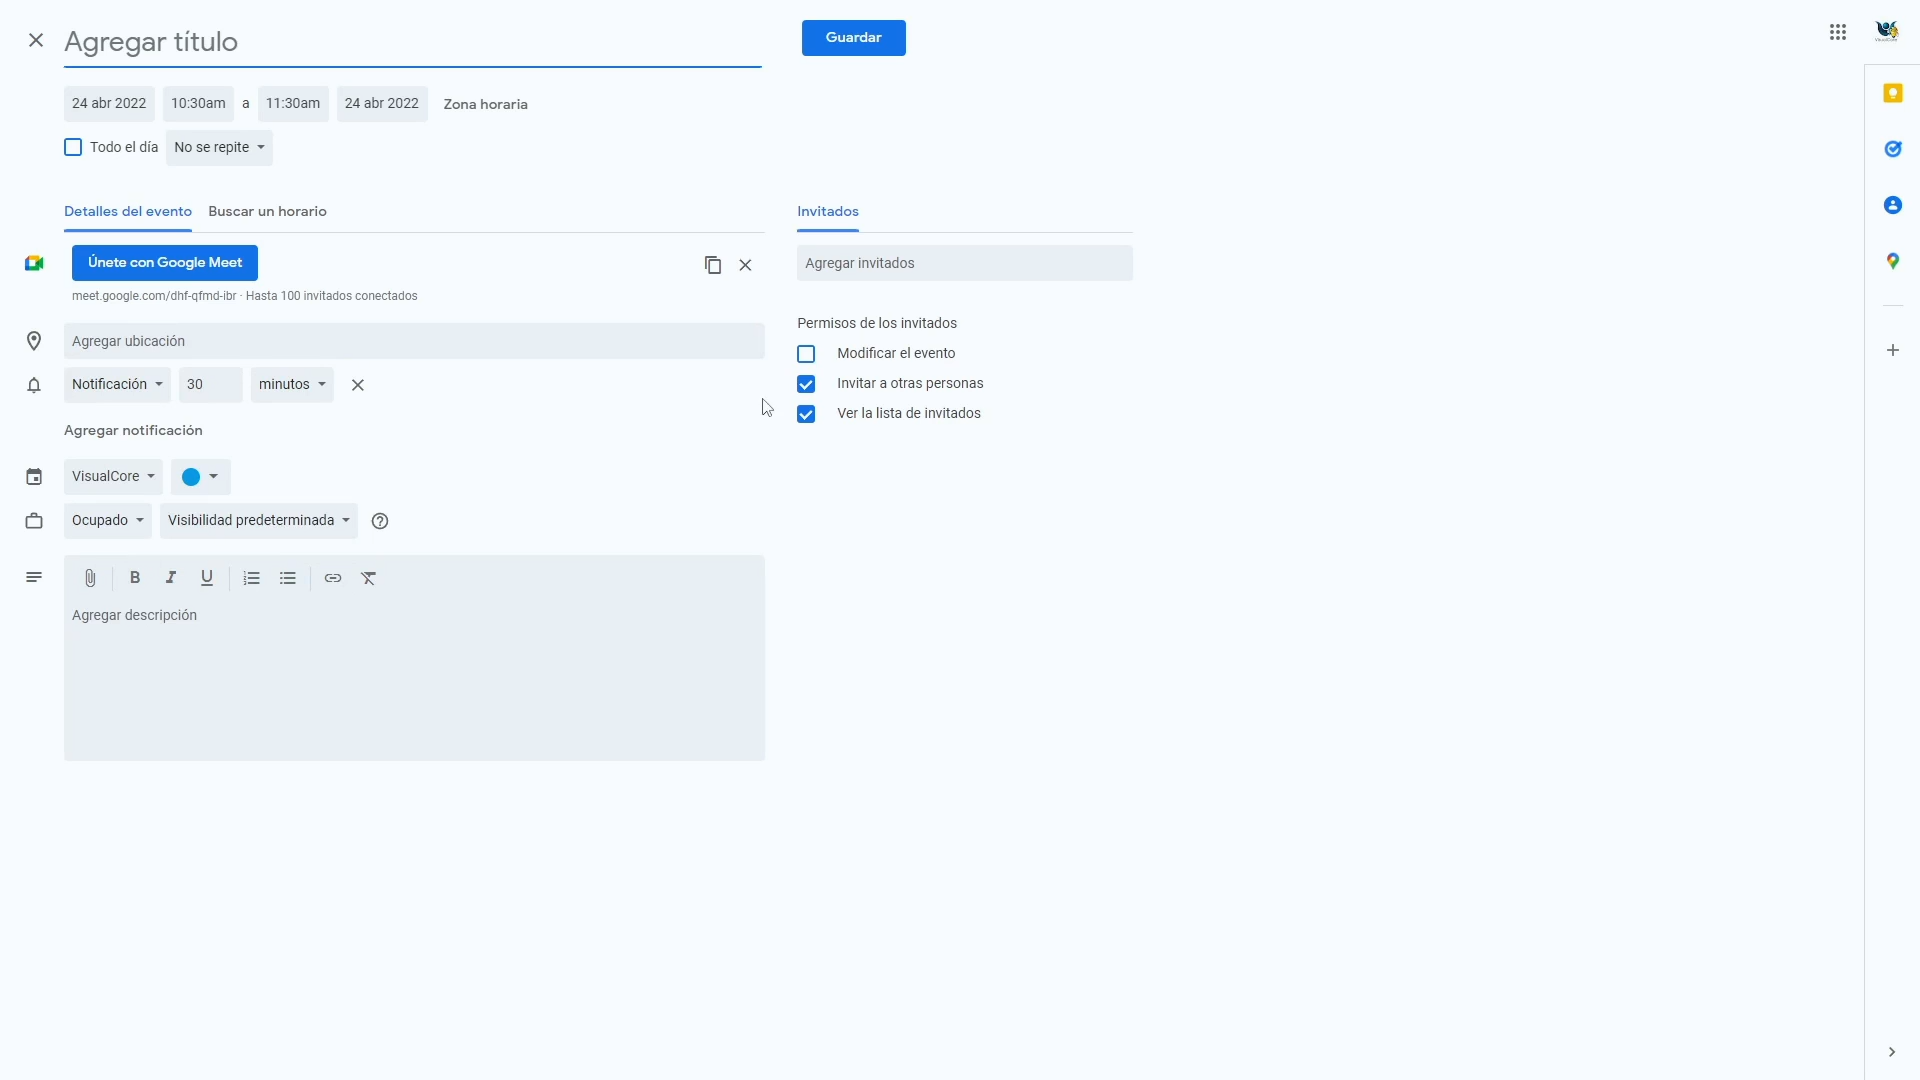 Agregar título
Guardar
24 abr 2022 10:30am a 11:30am 24 abr 2022 Zona horaria
Todo el día No se repite
Detalles del evento Buscar un horario
Invitados
Únete con Google Meet
meet.google.com/dhf-qfmd-ibr · Hasta 100 invitados conectados
Agregar invitados
Agregar ubicación
Notificación 30 minutos
Agregar notificación
Permisos de los invitados
Modificar el evento
Invitar a otras personas
Ver la lista de invitados
VisualCore
Ocupado Visibilidad predeterminada
B I U
Agregar descripción